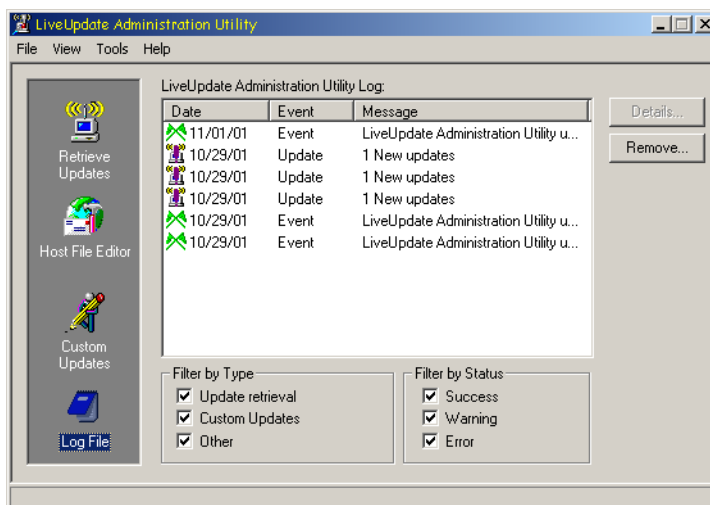 LiveUpdate Administration Utility
File View Tools Help
LiveUpdate Administration Utility Log:
Date Event Message
11/01/01 Event LiveUpdate Administration Utility u...
10/29/01 Update 1 New updates
10/29/01 Update 1 New updates
10/29/01 Update 1 New updates
10/29/01 Event LiveUpdate Administration Utility u...
10/29/01 Event LiveUpdate Administration Utility u...
Details...
Remove...
Retrieve
Updates
Host File Editor
Custom
Updates
Log File
Filter by Type
Update retrieval
Custom Updates
Other
Filter by Status
Success
Warning
Error